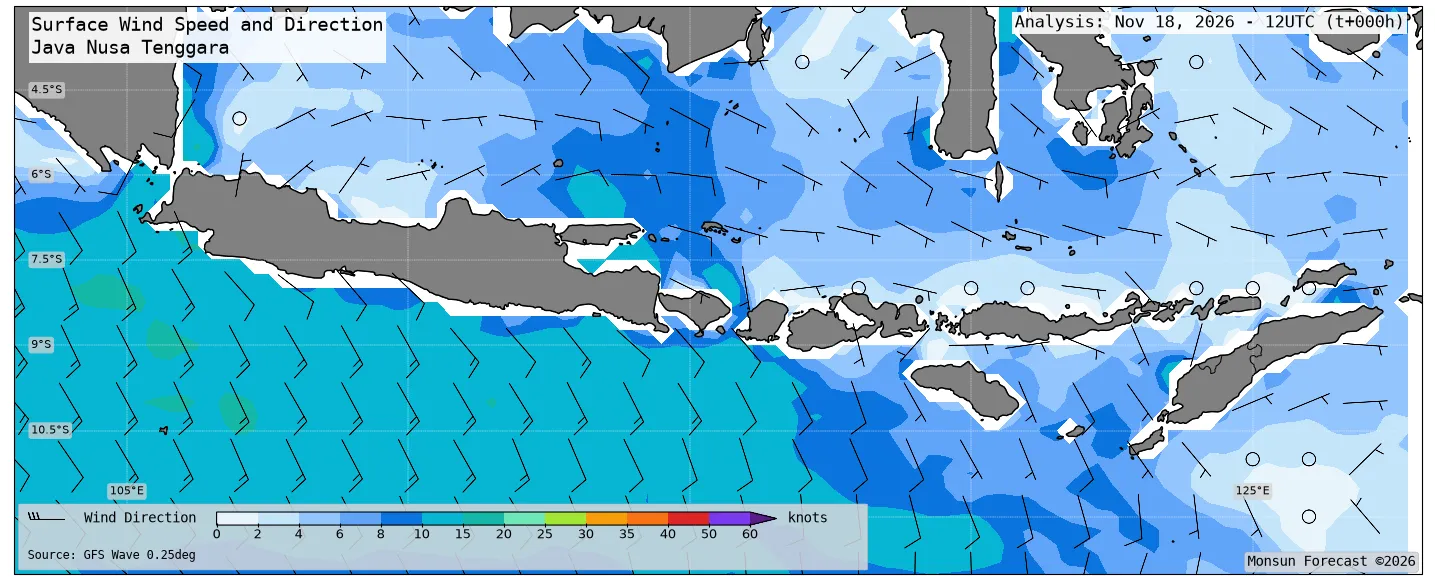 Surface Wind Speed and Direction
Java Nusa Tenggara
Analysis: Nov 18, 2026 - 12UTC (t+000h)
4.5°S
6°S
7.5°S
9°S
10.5°S
105°E
125°E
Wind Direction
0 2 4 6 8 10 15 20 25 30 35 40 50 60
knots
Source: GFS Wave 0.25deg
Monsun Forecast ©2026